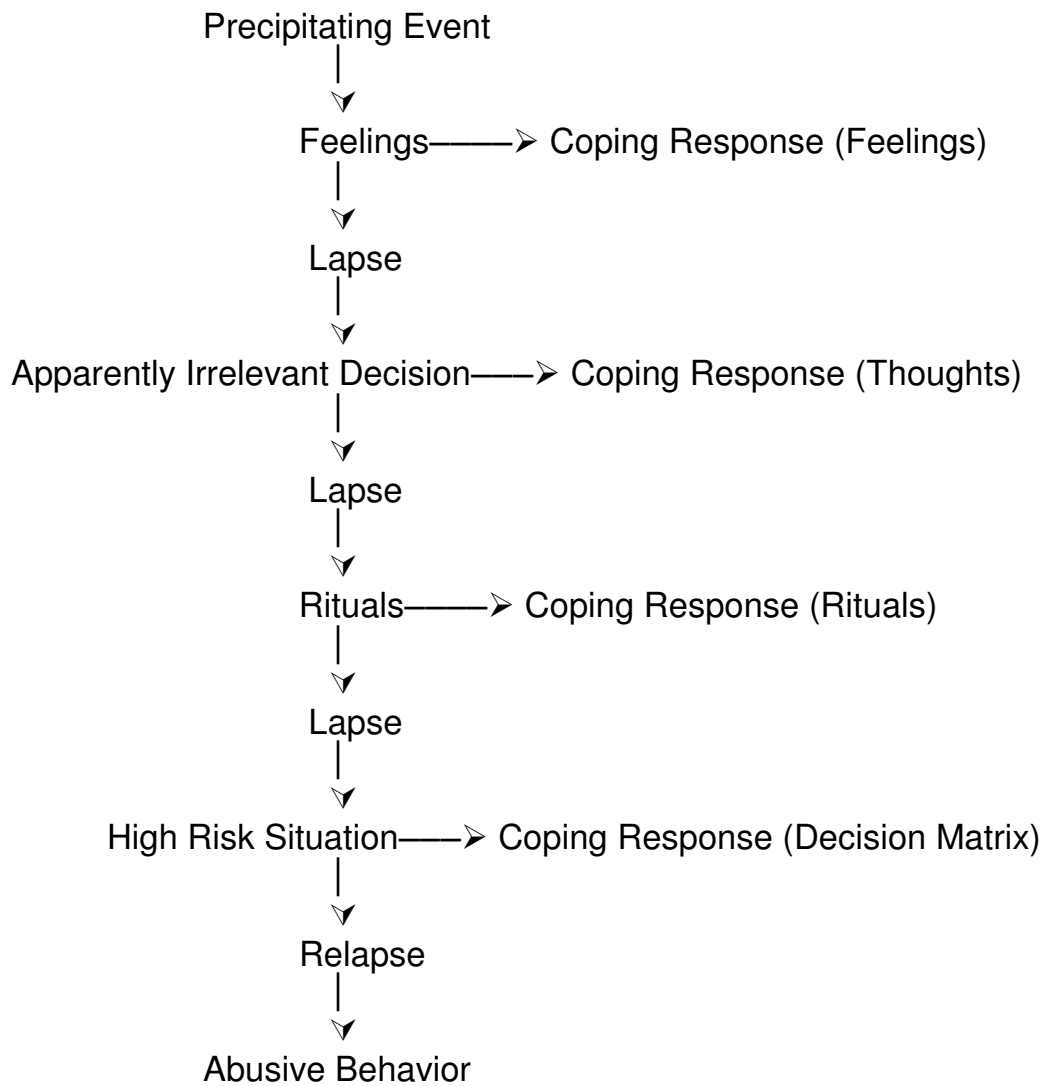 Precipitating Event
Feelings
Coping Response (Feelings)
Lapse
Apparently Irrelevant Decision
Coping Response (Thoughts)
Lapse
Rituals
Coping Response (Rituals)
Lapse
High Risk Situation
Coping Response (Decision Matrix)
Relapse
Abusive Behavior